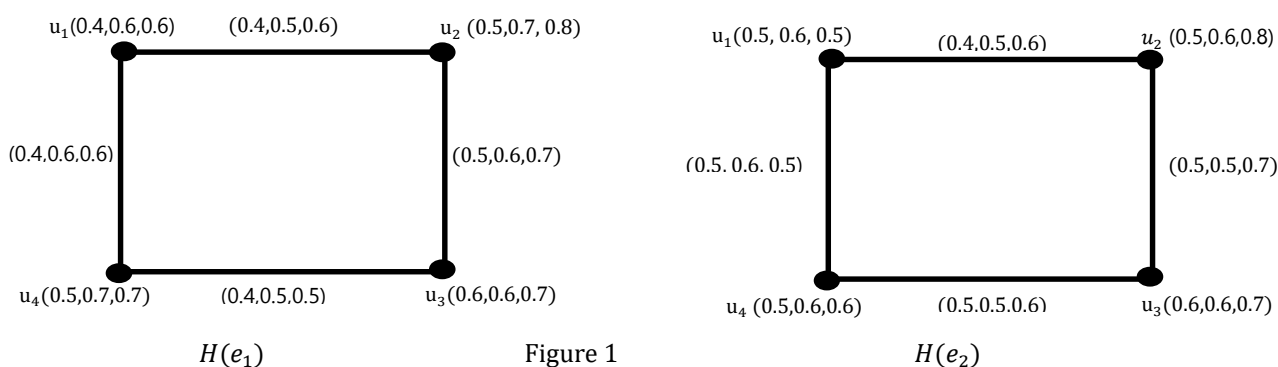 u₁(0.4,0.6,0.6) (0.4,0.5,0.6) u₂ (0.5,0.7, 0.8)
(0.4,0.6,0.6) (0.5,0.6,0.7)
u₄(0.5,0.7,0.7) (0.4,0.5,0.5) u₃(0.6,0.6,0.7)
H(e₁)
u₁(0.5, 0.6, 0.5) (0.4,0.5,0.6) u₂ (0.5,0.6,0.8)
(0.5, 0.6, 0.5) (0.5,0.5,0.7)
u₄ (0.5,0.6,0.6) (0.5,0.5,0.6) u₃(0.6,0.6,0.7)
H(e₂)
Figure 1